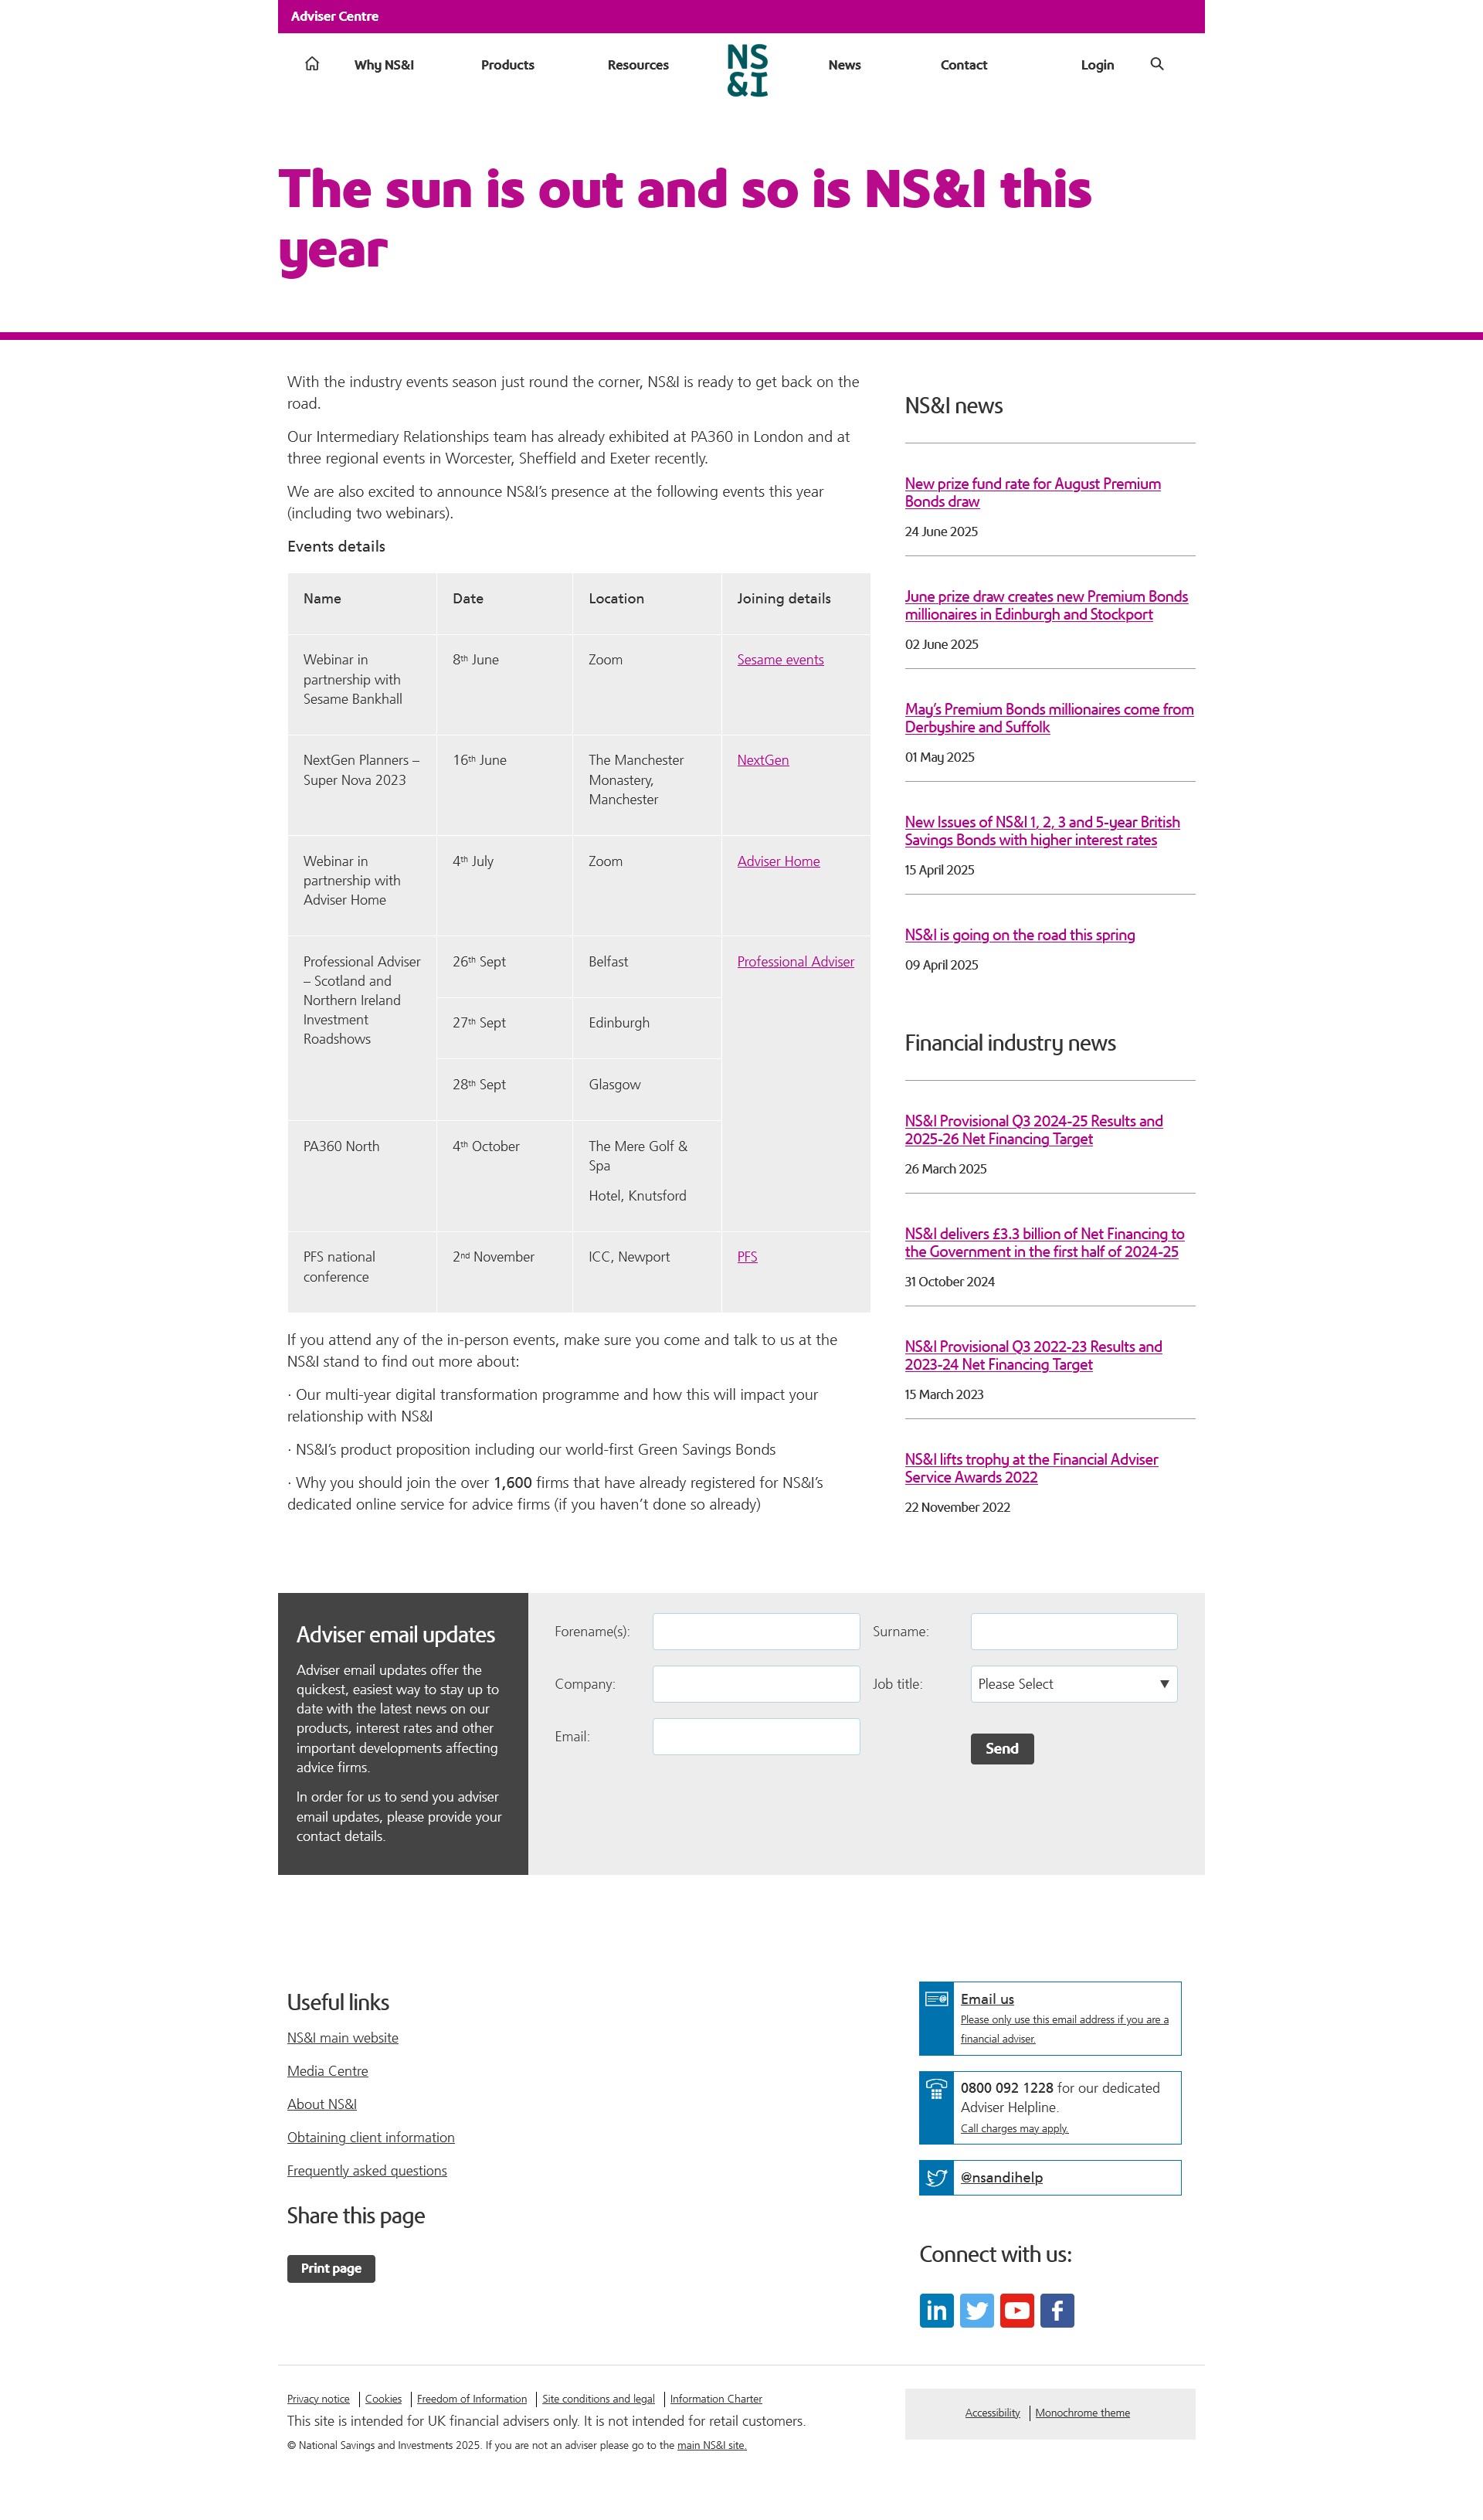 Adviser Centre
Why NS&I
Products
Resources
NS
&I
News
Contact
Login
The sun is out and so is NS&I this
year
With the industry events season just round the corner, NS&I is ready to get back on the
road.
Our Intermediary Relationships team has already exhibited at PA360 in London and at
three regional events in Worcester, Sheffield and Exeter recently.
We are also excited to announce NS&I’s presence at the following events this year
(including two webinars).
Events details
Name
Date
Location
Joining details
Webinar in
partnership with
Sesame Bankhall
8th June
Zoom
Sesame events
NextGen Planners –
Super Nova 2023
16th June
The Manchester
Monastery,
Manchester
NextGen
Webinar in
partnership with
Adviser Home
4th July
Zoom
Adviser Home
Professional Adviser
– Scotland and
Northern Ireland
Investment
Roadshows
26th Sept
Belfast
Professional Adviser
27th Sept
Edinburgh
28th Sept
Glasgow
PA360 North
4th October
The Mere Golf &
Spa
Hotel, Knutsford
PFS national
conference
2nd November
ICC, Newport
PFS
If you attend any of the in-person events, make sure you come and talk to us at the
NS&I stand to find out more about:
· Our multi-year digital transformation programme and how this will impact your
relationship with NS&I
· NS&I’s product proposition including our world-first Green Savings Bonds
· Why you should join the over 1,600 firms that have already registered for NS&I’s
dedicated online service for advice firms (if you haven’t done so already)
NS&I news
New prize fund rate for August Premium
Bonds draw
24 June 2025
June prize draw creates new Premium Bonds
millionaires in Edinburgh and Stockport
02 June 2025
May’s Premium Bonds millionaires come from
Derbyshire and Suffolk
01 May 2025
New Issues of NS&I 1, 2, 3 and 5-year British
Savings Bonds with higher interest rates
15 April 2025
NS&I is going on the road this spring
09 April 2025
Financial industry news
NS&I Provisional Q3 2024-25 Results and
2025-26 Net Financing Target
26 March 2025
NS&I delivers £3.3 billion of Net Financing to
the Government in the first half of 2024-25
31 October 2024
NS&I Provisional Q3 2022-23 Results and
2023-24 Net Financing Target
15 March 2023
NS&I lifts trophy at the Financial Adviser
Service Awards 2022
22 November 2022
Adviser email updates
Adviser email updates offer the
quickest, easiest way to stay up to
date with the latest news on our
products, interest rates and other
important developments affecting
advice firms.
In order for us to send you adviser
email updates, please provide your
contact details.
Forename(s):
Surname:
Company:
Job title:
Please Select
Email:
Send
Useful links
NS&I main website
Media Centre
About NS&I
Obtaining client information
Frequently asked questions
Share this page
Print page
Email us
Please only use this email address if you are a
financial adviser.
0800 092 1228 for our dedicated
Adviser Helpline.
Call charges may apply.
@nsandihelp
Connect with us:
Privacy notice
Cookies
Freedom of Information
Site conditions and legal
Information Charter
This site is intended for UK financial advisers only. It is not intended for retail customers.
© National Savings and Investments 2025. If you are not an adviser please go to the main NS&I site.
Accessibility
Monochrome theme